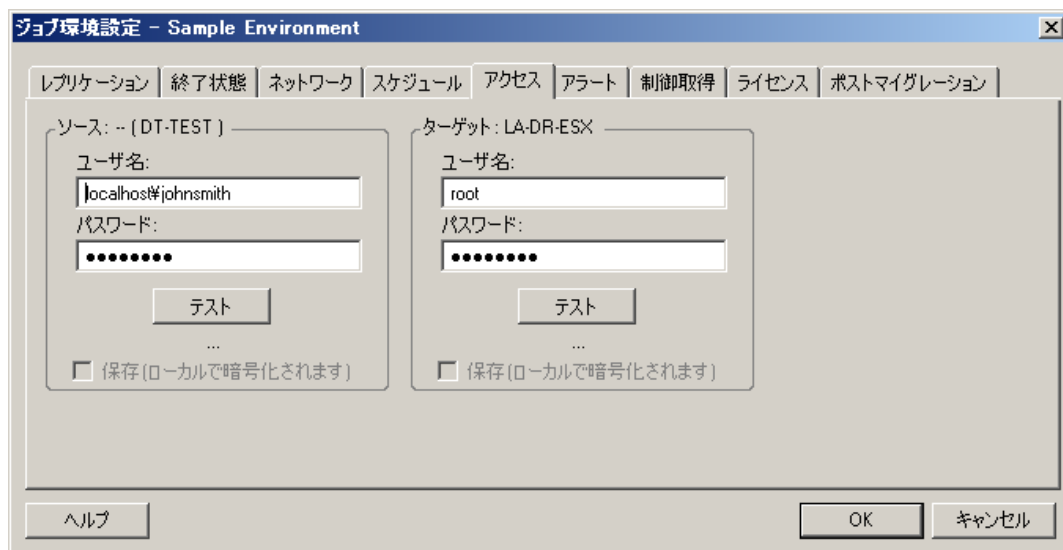 ジョブ環境設定 - Sample Environment
レプリケーション 終了状態 ネットワーク スケジュール アクセス アラート 制御取得 ライセンス ポストマイグレーション
ソース: -- ( DT-TEST )
ユーザ名:
localhost¥johnsmith
パスワード:
●●●●●●●●
テスト
...
保存(ローカルで暗号化されます)
ターゲット: LA-DR-ESX
ユーザ名:
root
パスワード:
●●●●●●●●
テスト
...
保存(ローカルで暗号化されます)
ヘルプ OK キャンセル